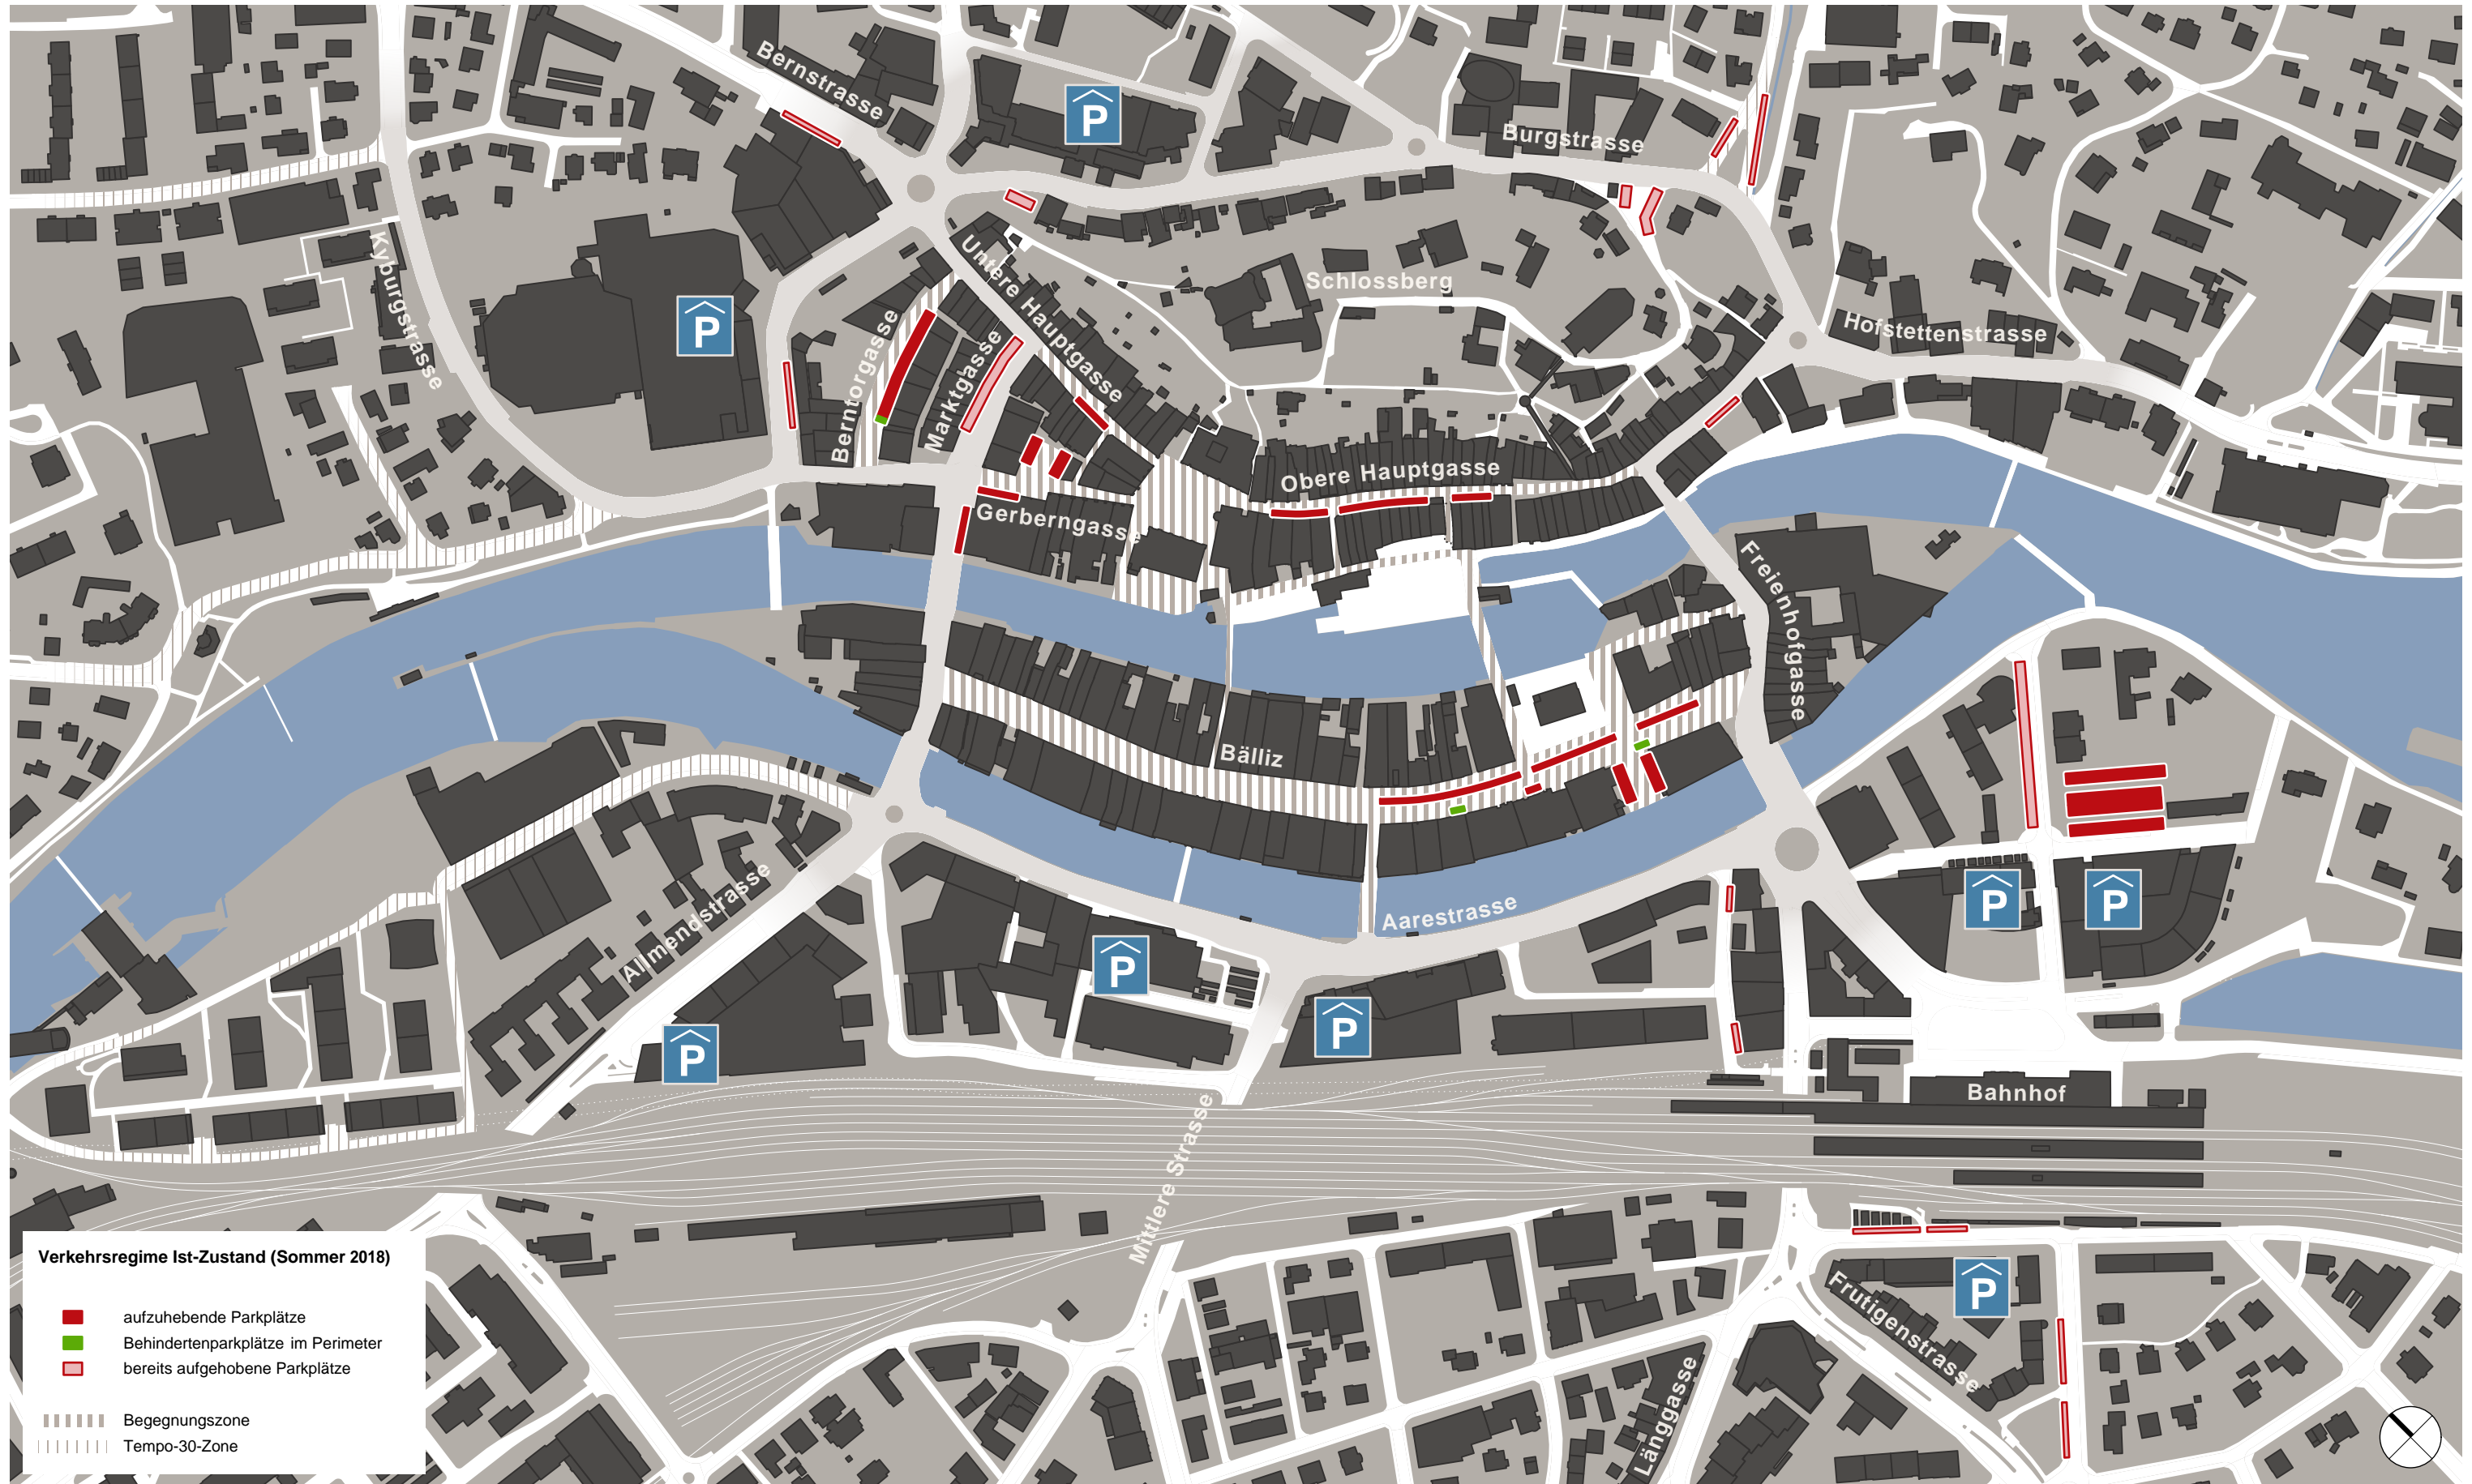 Bernstrasse
P
Burgstrasse
Kyburgstrasse
Untere Hauptgasse
Schlossberg
P
Berntorgasse
Marktgasse
Hofstettenstrasse
Obere Hauptgasse
Gerberngasse
Freienhofgasse
Bälliz
Allmendstrasse
Aarestrasse
P
P
P
P
P
Bahnhof
Mittlere Strasse
P
Frutigenstrasse
Länggasse
Verkehrsregime Ist-Zustand (Sommer 2018)
aufzuhebende Parkplätze
Behindertenparkplätze im Perimeter
bereits aufgehobene Parkplätze
Begegnungszone
Tempo-30-Zone